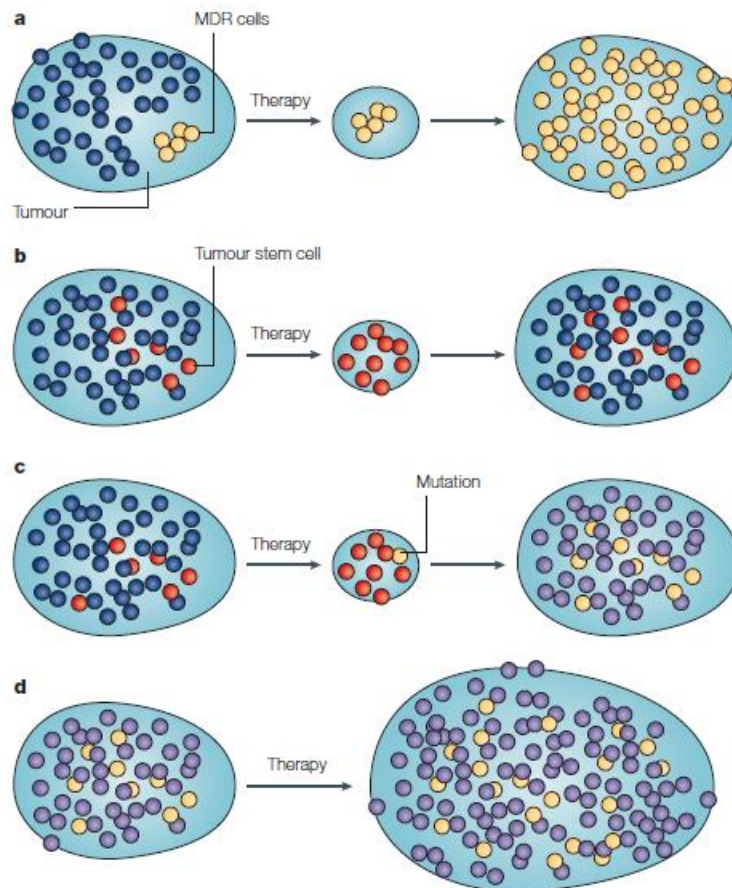 a
MDR cells
Therapy
Tumour
b
Tumour stem cell
Therapy
c
Mutation
Therapy
d
Therapy